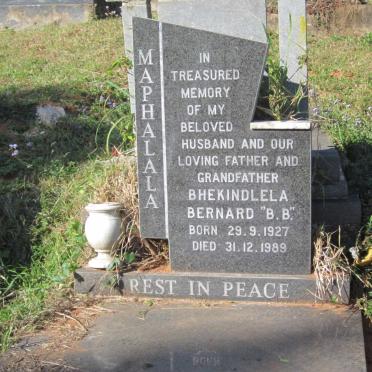 MAPHALALA
IN
TREASURED
MEMORY
OF MY
BELOVED
HUSBAND AND OUR
LOVING FATHER AND
GRANDFATHER
BHEKINDLELA
BERNARD "B.B."
BORN 29.9.1927
DIED 31.12.1989
REST IN PEACE